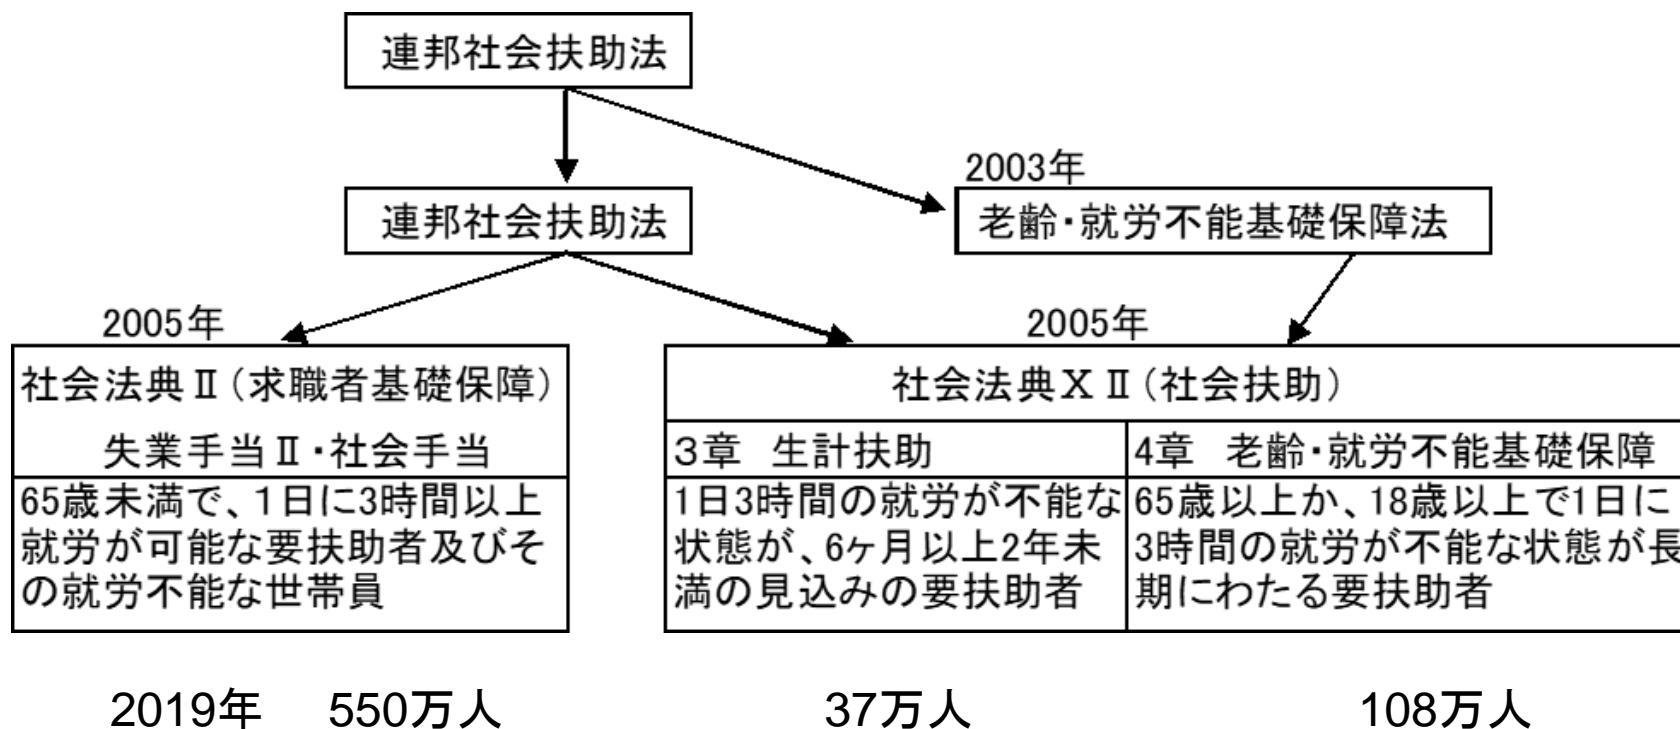 連邦社会扶助法
2003年
連邦社会扶助法
老齢・就労不能基礎保障法
2005年
社会法典Ⅱ(求職者基礎保障)
失業手当Ⅱ・社会手当
65歳未満で、1日に3時間以上
就労が可能な要扶助者及びそ
の就労不能な世帯員
2005年
社会法典XⅡ(社会扶助)
3章 生計扶助
1日3時間の就労が不能な
状態が、6ヶ月以上2年未
満の見込みの要扶助者
4章 老齢・就労不能基礎保障
65歳以上か、18歳以上で1日に
3時間の就労が不能な状態が長
期にわたる要扶助者
2019年 550万人 37万人 108万人